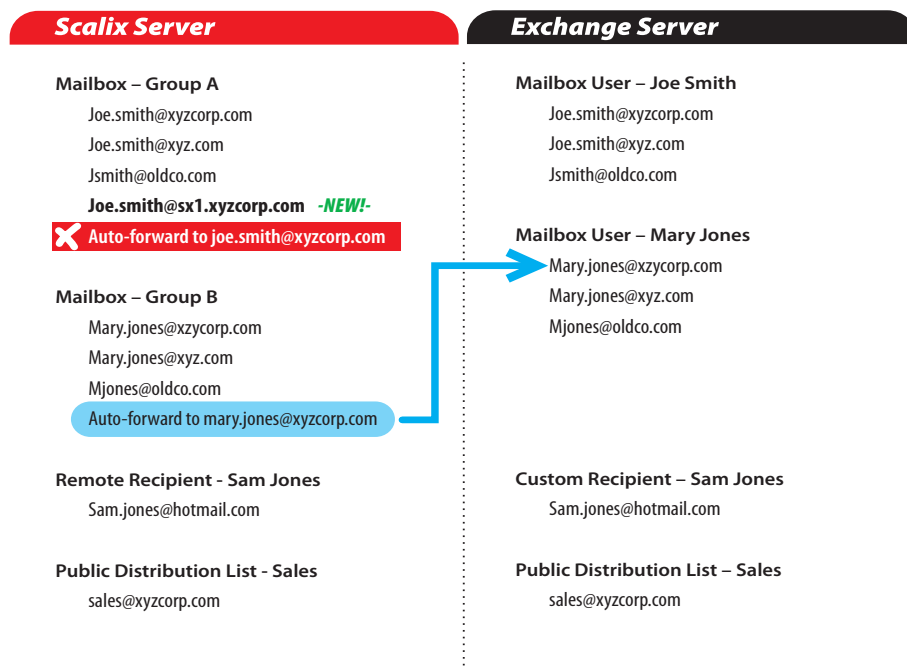 Scalix Server
Mailbox – Group A
Joe.smith@xyzcorp.com
Joe.smith@xyz.com
Jsmith@oldco.com
Joe.smith@sx1.xyzcorp.com -NEW!-
Auto-forward to joe.smith@xyzcorp.com
Mailbox – Group B
Mary.jones@xzycorp.com
Mary.jones@xyz.com
Mjones@oldco.com
Auto-forward to mary.jones@xyzcorp.com
Remote Recipient - Sam Jones
Sam.jones@hotmail.com
Public Distribution List - Sales
sales@xyzcorp.com
Exchange Server
Mailbox User – Joe Smith
Joe.smith@xyzcorp.com
Joe.smith@xyz.com
Jsmith@oldco.com
Mailbox User – Mary Jones
Mary.jones@xzycorp.com
Mary.jones@xyz.com
Mjones@oldco.com
Custom Recipient – Sam Jones
Sam.jones@hotmail.com
Public Distribution List – Sales
sales@xyzcorp.com